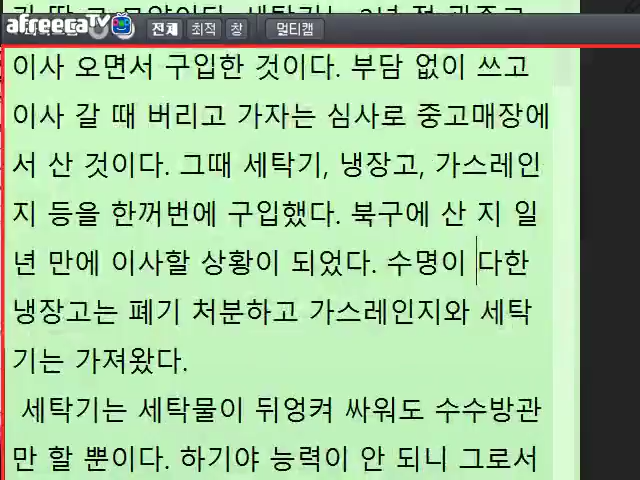 afreecaTV 전체 최적 창 멀티캠
이사 오면서 구입한 것이다. 부담 없이 쓰고
이사 갈 때 버리고 가자는 심사로 중고매장에
서 산 것이다. 그때 세탁기, 냉장고, 가스레인
지 등을 한꺼번에 구입했다. 북구에 산 지 일
년 만에 이사할 상황이 되었다. 수명이 다한
냉장고는 폐기 처분하고 가스레인지와 세탁
기는 가져왔다.
세탁기는 세탁물이 뒤엉켜 싸워도 수수방관
만 할 뿐이다. 하기야 능력이 안 되니 그로서